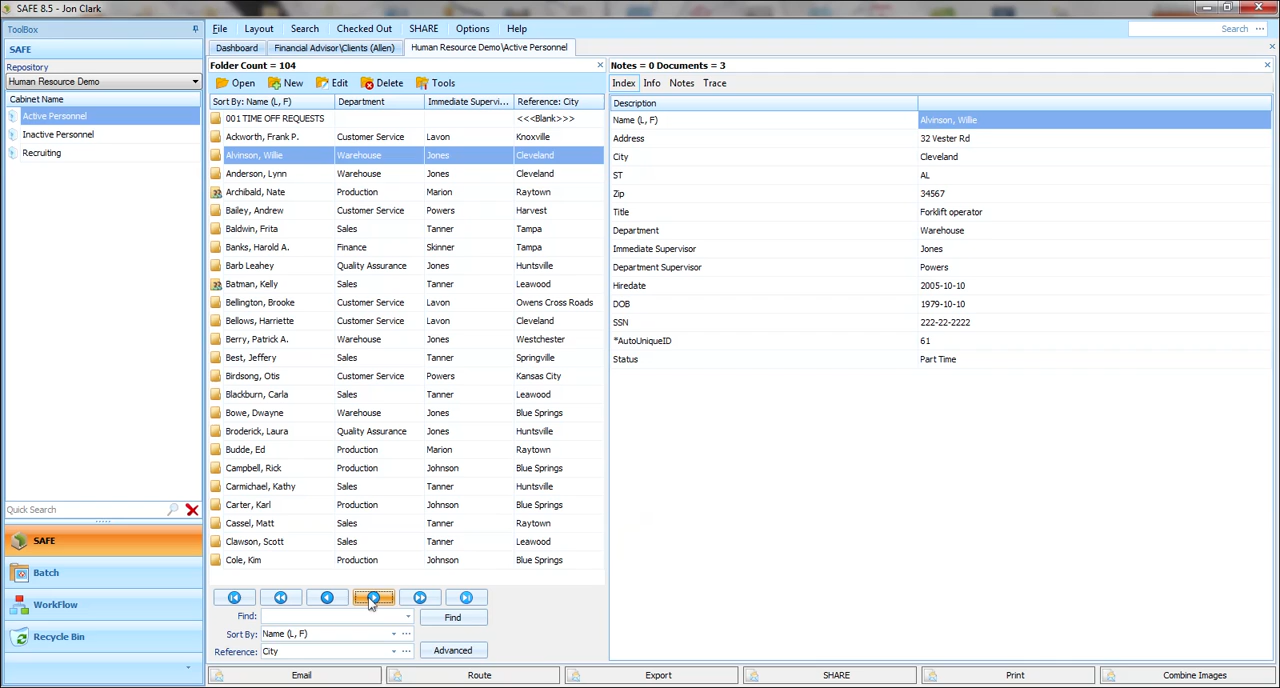 SAFE 8.5 - Jon Clark
ToolBox
SAFE
Repository
Human Resource Demo
Cabinet Name
Active Personnel
Inactive Personnel
Recruiting
Quick Search
SAFE
Batch
WorkFlow
Recycle Bin
File Layout Search Checked Out SHARE Options Help
Search
Dashboard Financial Advisor\Clients (Allen) Human Resource Demo\Active Personnel
Folder Count = 104
Open New Edit Delete Tools
Sort By: Name (L, F) Department Immediate Supervi... Reference: City
001 TIME OFF REQUESTS <<<Blank>>>
Ackworth, Frank P. Customer Service Lavon Knoxville
Alvinson, Willie Warehouse Jones Cleveland
Anderson, Lynn Warehouse Jones Cleveland
Archibald, Nate Production Marion Raytown
Bailey, Andrew Customer Service Powers Harvest
Baldwin, Frita Sales Tanner Tampa
Banks, Harold A. Finance Skinner Tampa
Barb Leahey Quality Assurance Jones Huntsville
Batman, Kelly Sales Tanner Leawood
Bellington, Brooke Customer Service Lavon Owens Cross Roads
Bellows, Harriette Customer Service Lavon Cleveland
Berry, Patrick A. Warehouse Jones Westchester
Best, Jeffery Sales Tanner Springville
Birdsong, Otis Customer Service Powers Kansas City
Blackburn, Carla Sales Tanner Leawood
Bowe, Dwayne Warehouse Jones Blue Springs
Broderick, Laura Quality Assurance Jones Huntsville
Budde, Ed Production Marion Raytown
Campbell, Rick Production Johnson Blue Springs
Carmichael, Kathy Sales Tanner Huntsville
Carter, Karl Production Johnson Blue Springs
Cassel, Matt Sales Tanner Raytown
Clawson, Scott Sales Tanner Leawood
Cole, Kim Production Johnson Blue Springs
Find: Find
Sort By: Name (L, F)
Reference: City Advanced
Notes = 0 Documents = 3
Index Info Notes Trace
Description
Name (L, F) Alvinson, Willie
Address 32 Vester Rd
City Cleveland
ST AL
Zip 34567
Title Forklift operator
Department Warehouse
Immediate Supervisor Jones
Department Supervisor Powers
Hiredate 2005-10-10
DOB 1979-10-10
SSN 222-22-2222
*AutoUniqueID 61
Status Part Time
Email Route Export SHARE Print Combine Images